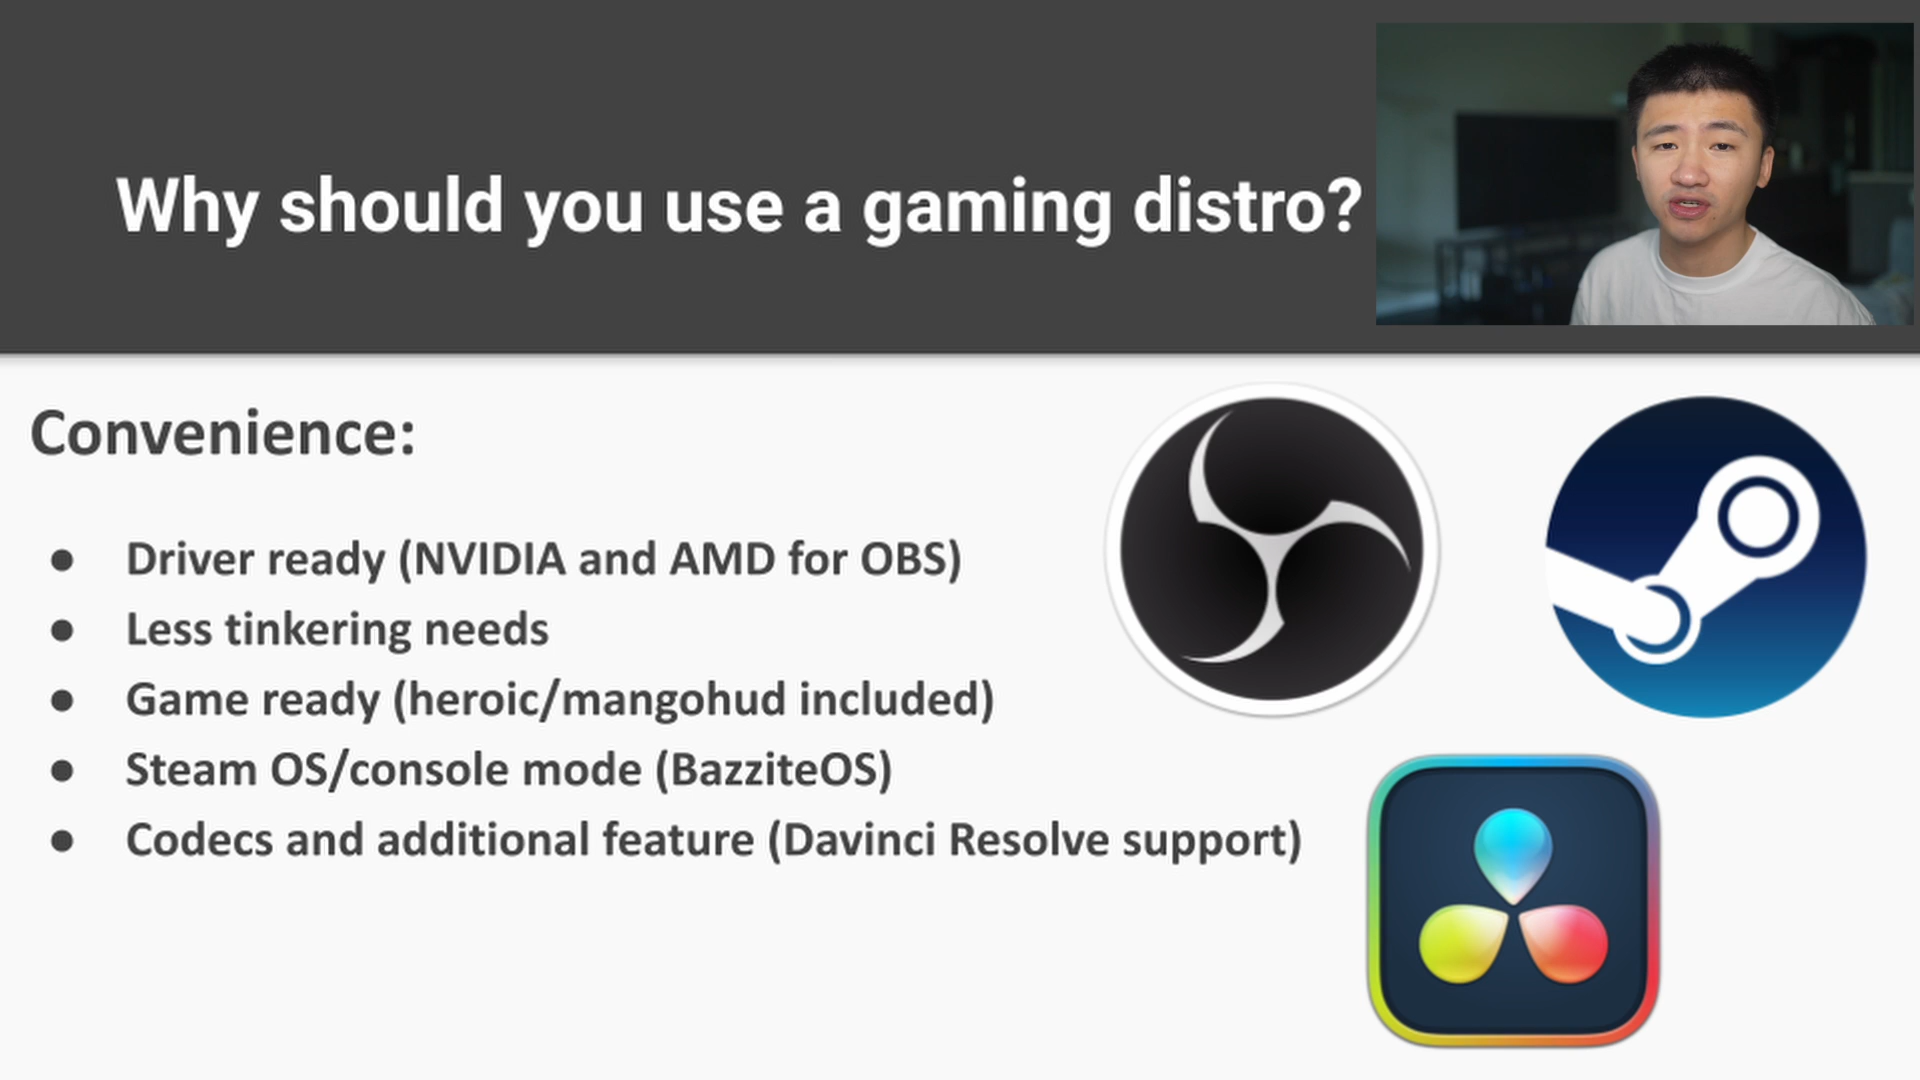 Why should you use a gaming distro?
Convenience:
● Driver ready (NVIDIA and AMD for OBS)
● Less tinkering needs
● Game ready (heroic/mangohud included)
● Steam OS/console mode (BazziteOS)
● Codecs and additional feature (Davinci Resolve support)